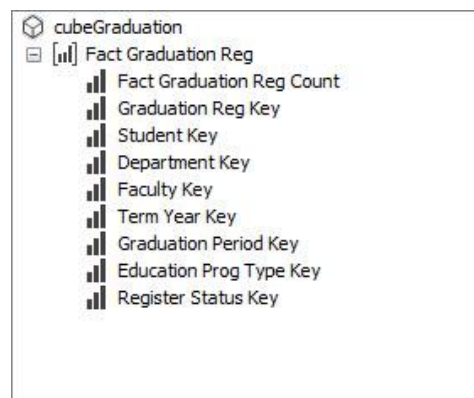 cubeGraduation
Fact Graduation Reg
Fact Graduation Reg Count
Graduation Reg Key
Student Key
Department Key
Faculty Key
Term Year Key
Graduation Period Key
Education Prog Type Key
Register Status Key